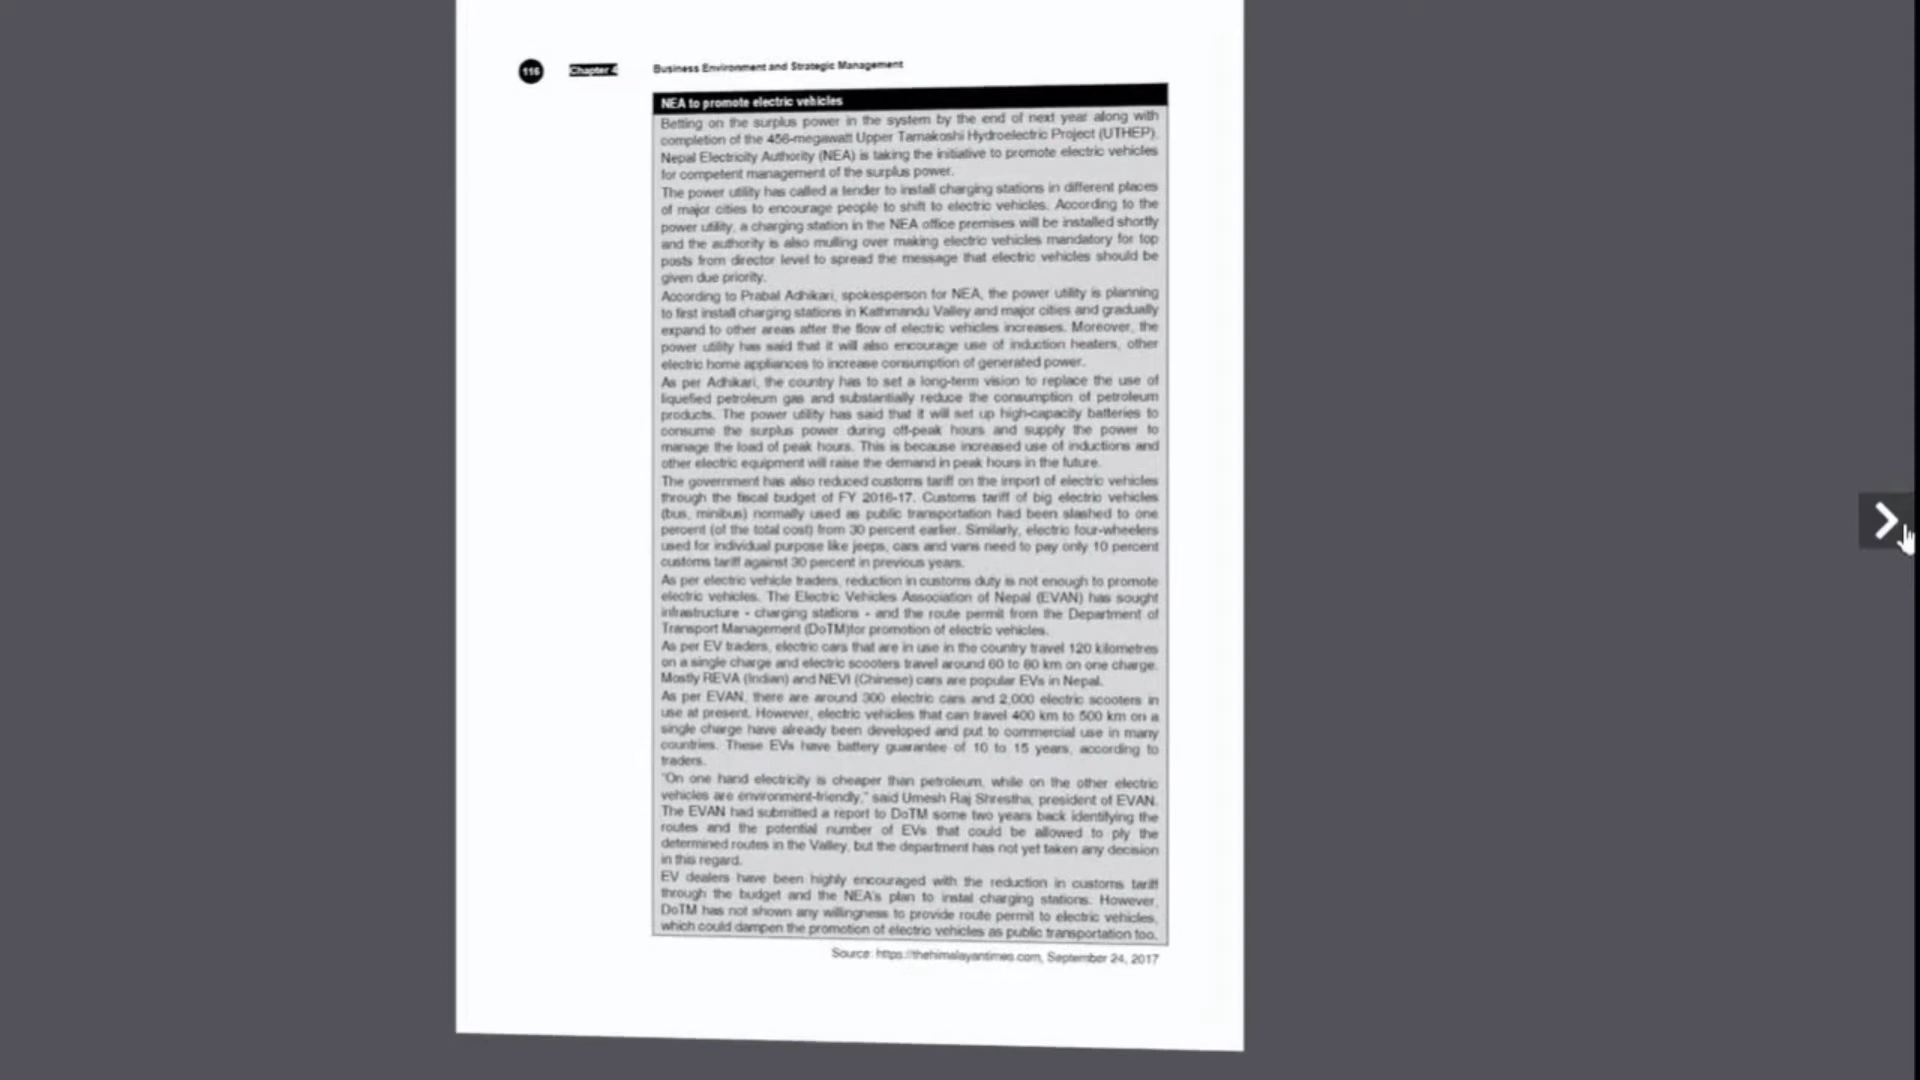 116 Chapter 4 Business Environment and Strategic Management
NEA to promote electric vehicles
Betting on the surplus power in the system by the end of next year along with
completion of the 456-megawatt Upper Tamakoshi Hydroelectric Project (UTHEP),
Nepal Electricity Authority (NEA) is taking the initiative to promote electric vehicles
for competent management of the surplus power.
The power utility has called a tender to install charging stations in different places
of major cities to encourage people to shift to electric vehicles. According to the
power utility, a charging station in the NEA office premises will be installed shortly
and the authority is also mulling over making electric vehicles mandatory for top
posts from director level to spread the message that electric vehicles should be
given due priority.
According to Prabal Adhikari, spokesperson for NEA, the power utility is planning
to first install charging stations in Kathmandu Valley and major cities and gradually
expand to other areas after the flow of electric vehicles increases. Moreover, the
power utility has said that it will also encourage use of induction heaters, other
electric home appliances to increase consumption of generated power.
As per Adhikari, the country has to set a long-term vision to replace the use of
liquefied petroleum gas and substantially reduce the consumption of petroleum
products. The power utility has said that it will set up high-capacity batteries to
consume the surplus power during off-peak hours and supply the power to
manage the load of peak hours. This is because increased use of inductions and
other electric equipment will raise the demand in peak hours in the future.
The government has also reduced customs tariff on the import of electric vehicles
through the fiscal budget of FY 2016-17. Customs tariff of big electric vehicles
(bus, minibus) normally used as public transportation had been slashed to one
percent (of the total cost) from 30 percent earlier. Similarly, electric four-wheelers
used for individual purpose like jeeps, cars and vans need to pay only 10 percent
customs tariff against 30 percent in previous years.
As per electric vehicle traders, reduction in customs duty is not enough to promote
electric vehicles. The Electric Vehicles Association of Nepal (EVAN) has sought
infrastructure - charging stations - and the route permit from the Department of
Transport Management (DoTM)for promotion of electric vehicles.
As per EV traders, electric cars that are in use in the country travel 120 kilometres
on a single charge and electric scooters travel around 60 to 80 km on one charge.
Mostly REVA (Indian) and NEVI (Chinese) cars are popular EVs in Nepal.
As per EVAN, there are around 300 electric cars and 2,000 electric scooters in
use at present. However, electric vehicles that can travel 400 km to 500 km on a
single charge have already been developed and put to commercial use in many
countries. These EVs have battery guarantee of 10 to 15 years, according to
traders.
"On one hand electricity is cheaper than petroleum, while on the other electric
vehicles are environment-friendly," said Umesh Raj Shrestha, president of EVAN.
The EVAN had submitted a report to DoTM some two years back identifying the
routes and the potential number of EVs that could be allowed to ply the
determined routes in the Valley, but the department has not yet taken any decision
in this regard.
EV dealers have been highly encouraged with the reduction in customs tariff
through the budget and the NEA's plan to instal charging stations. However,
DoTM has not shown any willingness to provide route permit to electric vehicles,
which could dampen the promotion of electric vehicles as public transportation too.
Source: https://thehimalayantimes.com, September 24, 2017